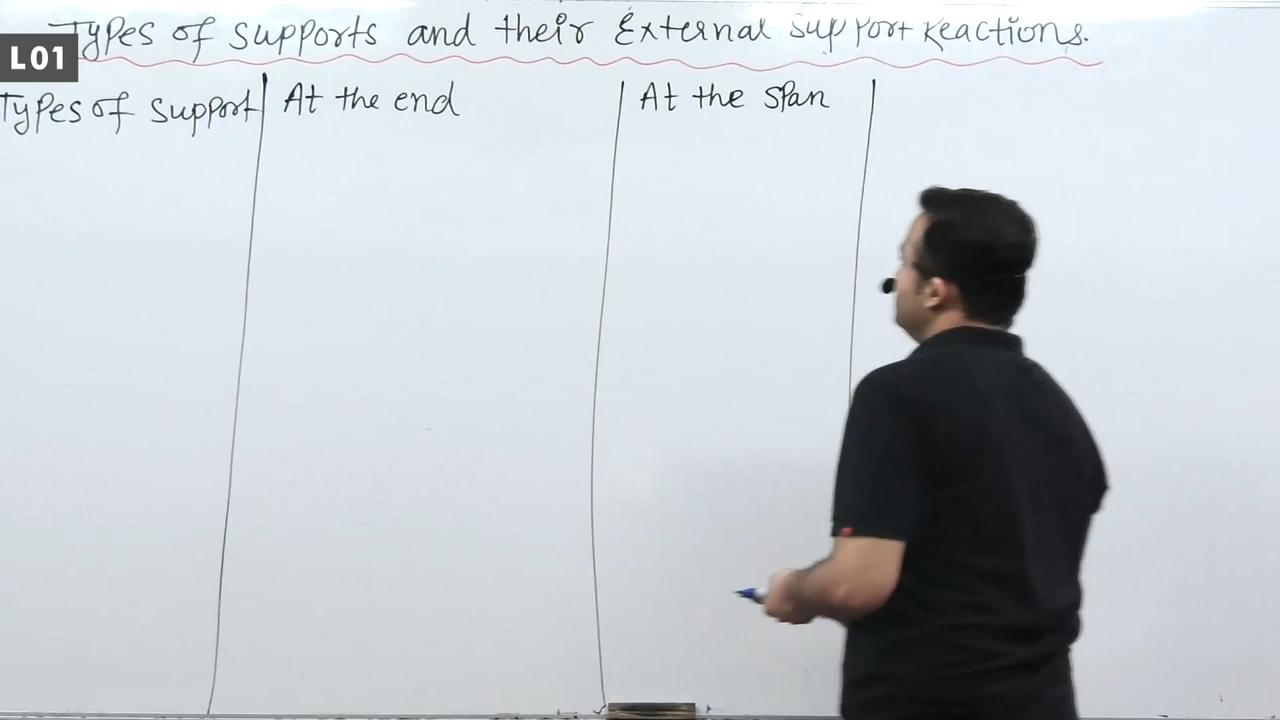 Types of supports and their External support Reactions.
L01
Types of support
At the end
At the span